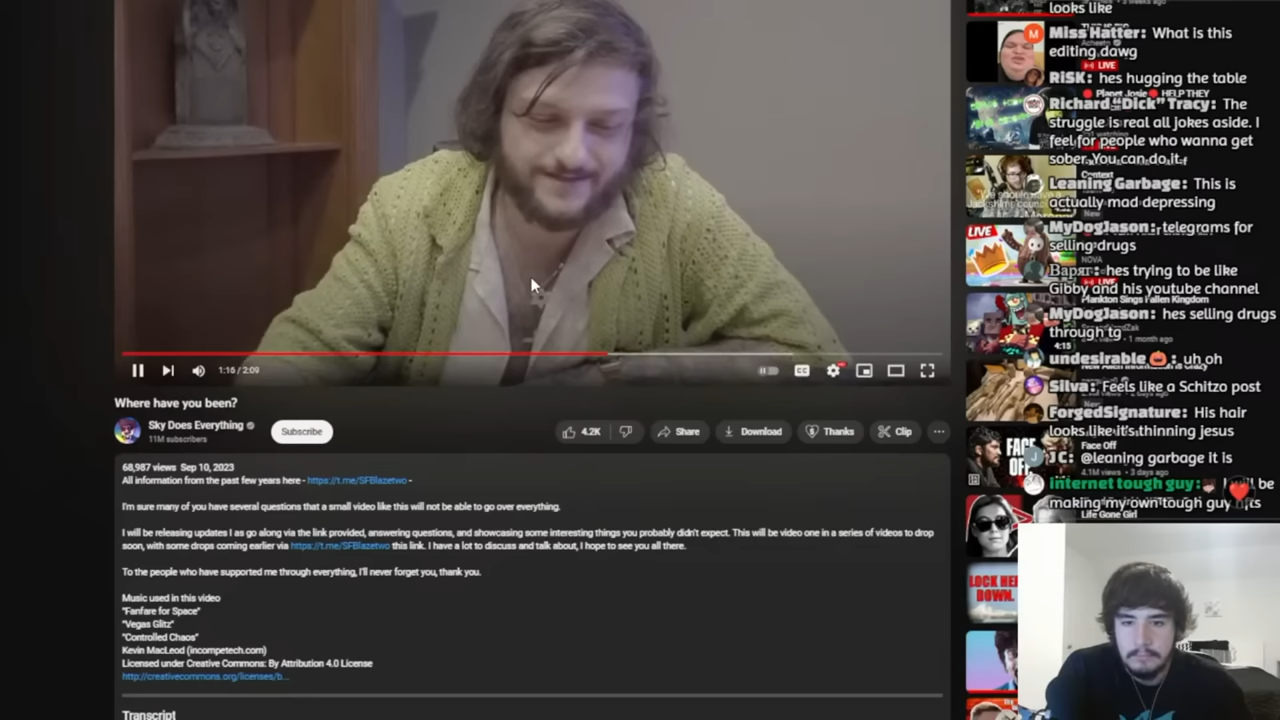 looks like
Miss Hatter: What is this
editing dawg
LIVE
RiSK: hes hugging the table
Planet Josie HELP THEY
Richard "Dick" Tracy: The
struggle is real all jokes aside. I
feel for people who wanna get
sober. You can do it.
Context
Leaning Garbage: This is
actually mad depressing
New
MyDogJason: telegrams for
selling drugs
LIVE
NOVA
LIVE
Варяг: hes trying to be like
Gibby and his youtube channel
Plankton Sings Fallen Kingdom
MyDogJason: hes selling drugs
through tg
4:15
1 month ago
undesirable 🎃: uh oh
Silva: Feels like a Schitzo post
ForgedSignature: His hair
looks like it's thinning jesus
FACE
OFF
Face Off
JC: @leaning garbage it is
4.1M views • 3 days ago
internet tough guy: I will be
making my own tough guy nfts
Life Gone Girl
LOCK HER
DOWN.
1:16 / 2:09
CC
Where have you been?
Sky Does Everything
11M subscribers
Subscribe
4.2K
Share
Download
Thanks
Clip
68,987 views Sep 10, 2023
All information from the past few years here - https://t.me/SFBlazetwo -
I'm sure many of you have several questions that a small video like this will not be able to go over everything.
I will be releasing updates I as go along via the link provided, answering questions, and showcasing some interesting things you probably didn't expect. This will be video one in a series of videos to drop
soon, with some drops coming earlier via https://t.me/SFBlazetwo this link. I have a lot to discuss and talk about, I hope to see you all there.
To the people who have supported me through everything, I'll never forget you, thank you.
Music used in this video
"Fanfare for Space"
"Vegas Glitz"
"Controlled Chaos"
Kevin MacLeod (incompetech.com)
Licensed under Creative Commons: By Attribution 4.0 License
http://creativecommons.org/licenses/b...
Transcript